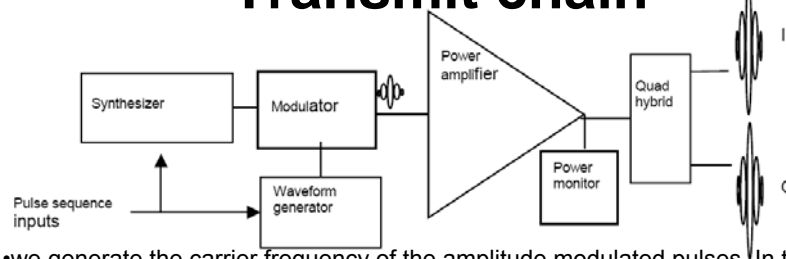 Transmit chain
Synthesizer
Modulator
Power
amplifier
Quad
hybrid
I
Power
monitor
Waveform
generator
Pulse sequence
inputs
•we generate the carrier frequency of the amplitude modulated pulses. In t